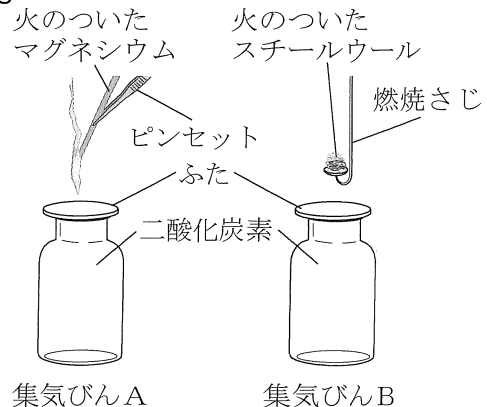 火のついた
マグネシウム
火のついた
スチールウール
燃焼さじ
ピンセット
ふた
二酸化炭素
集気びんA
集気びんB